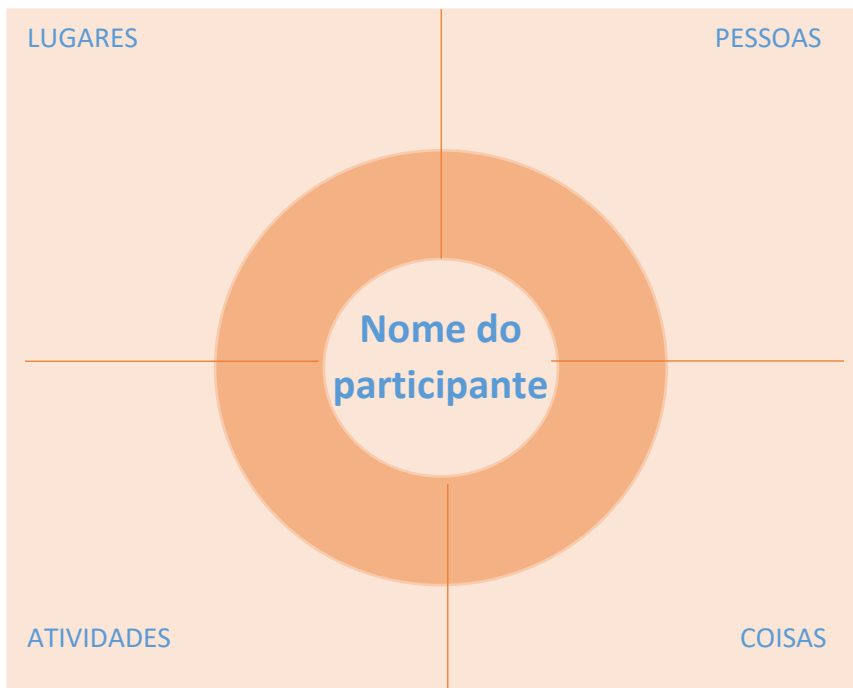 LUGARES
PESSOAS
Nome do
participante
ATIVIDADES
COISAS